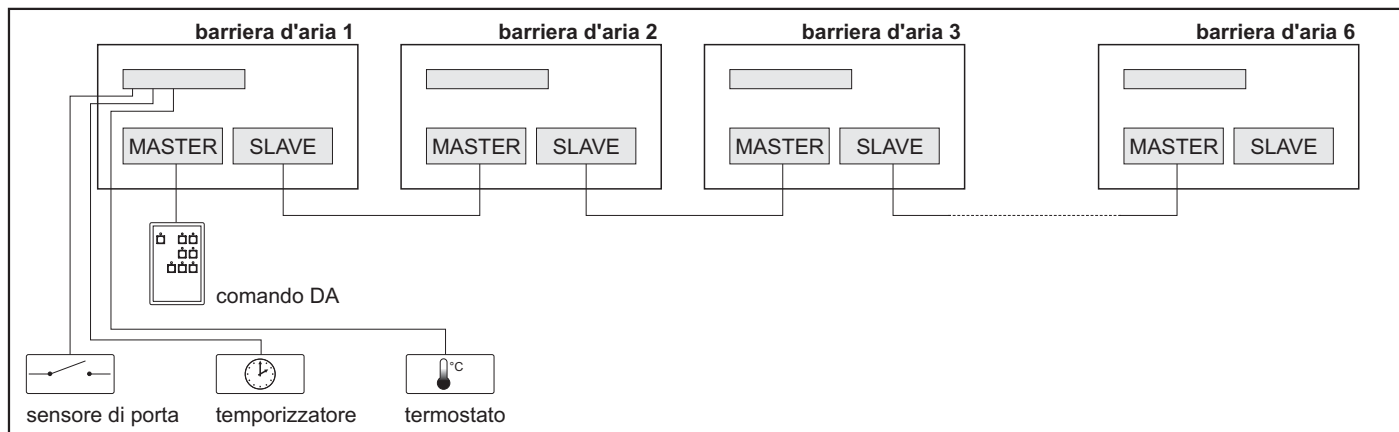 barriera d'aria 1
barriera d'aria 2
barriera d'aria 3
barriera d'aria 6
MASTER SLAVE
MASTER SLAVE
MASTER SLAVE
MASTER SLAVE
comando DA
°C
sensore di porta
temporizzatore
termostato